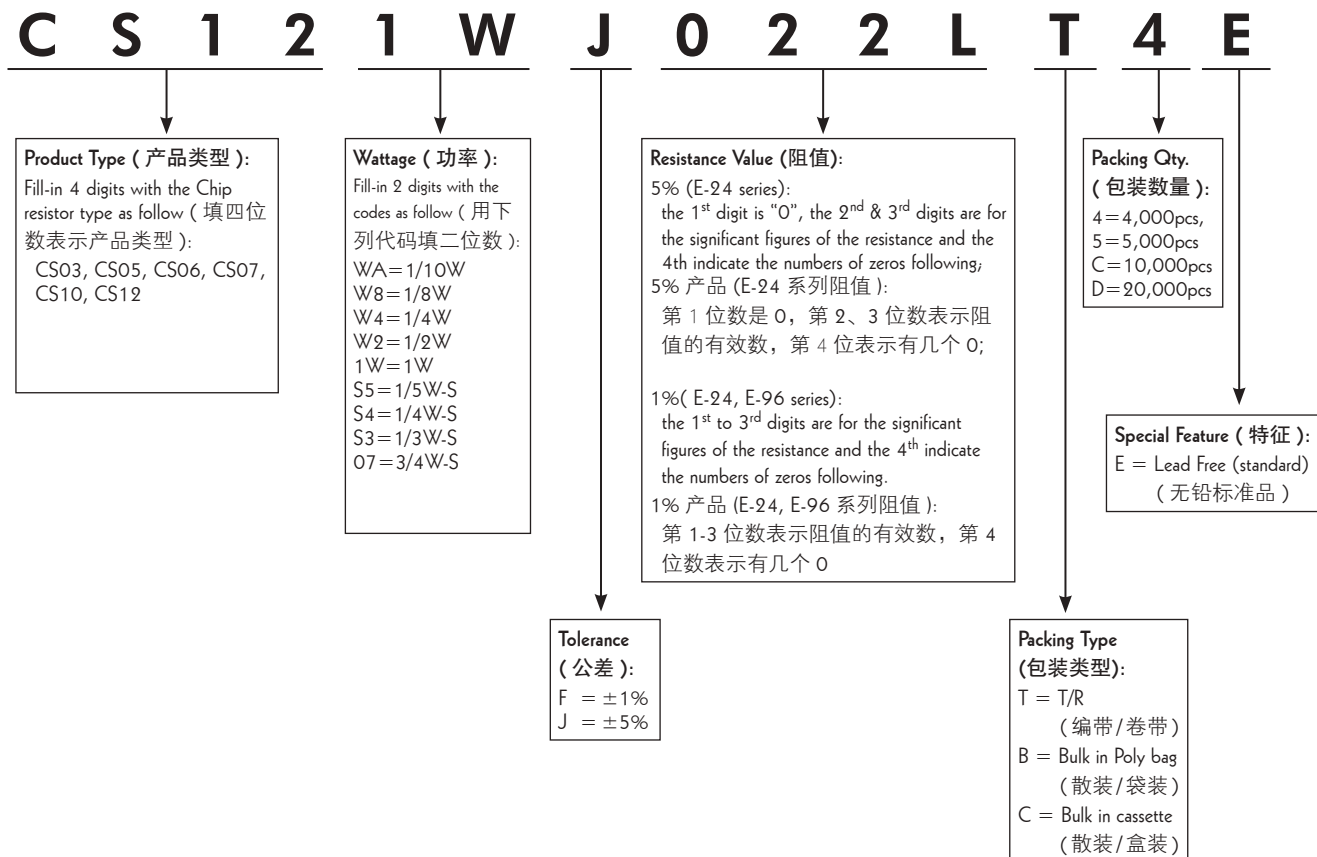 CS12 1W J 022L T 4 E
Product Type ( 产品类型 ):
Fill-in 4 digits with the Chip
resistor type as follow ( 填四位
数表示产品类型 ):
CS03, CS05, CS06, CS07,
CS10, CS12
Wattage ( 功率 ):
Fill-in 2 digits with the
codes as follow ( 用下
列代码填二位数 ):
WA=1/10W
W8=1/8W
W4=1/4W
W2=1/2W
1W=1W
S5=1/5W-S
S4=1/4W-S
S3=1/3W-S
07=3/4W-S
Resistance Value (阻值):
5% (E-24 series):
the 1st digit is “0”, the 2nd & 3rd digits are for
the significant figures of the resistance and the
4th indicate the numbers of zeros following;
5% 产品 (E-24 系列阻值 ):
第 1 位数是 0，第 2、3 位数表示阻
值的有效数，第 4 位表示有几个 0;
1%( E-24, E-96 series):
the 1st to 3rd digits are for the significant
figures of the resistance and the 4th indicate
the numbers of zeros following.
1% 产品 (E-24, E-96 系列阻值 ):
第 1-3 位数表示阻值的有效数，第 4
位数表示有几个 0
Packing Qty.
( 包装数量 ):
4=4,000pcs,
5=5,000pcs
C=10,000pcs
D=20,000pcs
Special Feature ( 特征 ):
E = Lead Free (standard)
( 无铅标准品 )
Tolerance
( 公差 ):
F = ±1%
J = ±5%
Packing Type
(包装类型):
T = T/R
( 编带/卷带 )
B = Bulk in Poly bag
( 散装/袋装 )
C = Bulk in cassette
( 散装/盒装 )